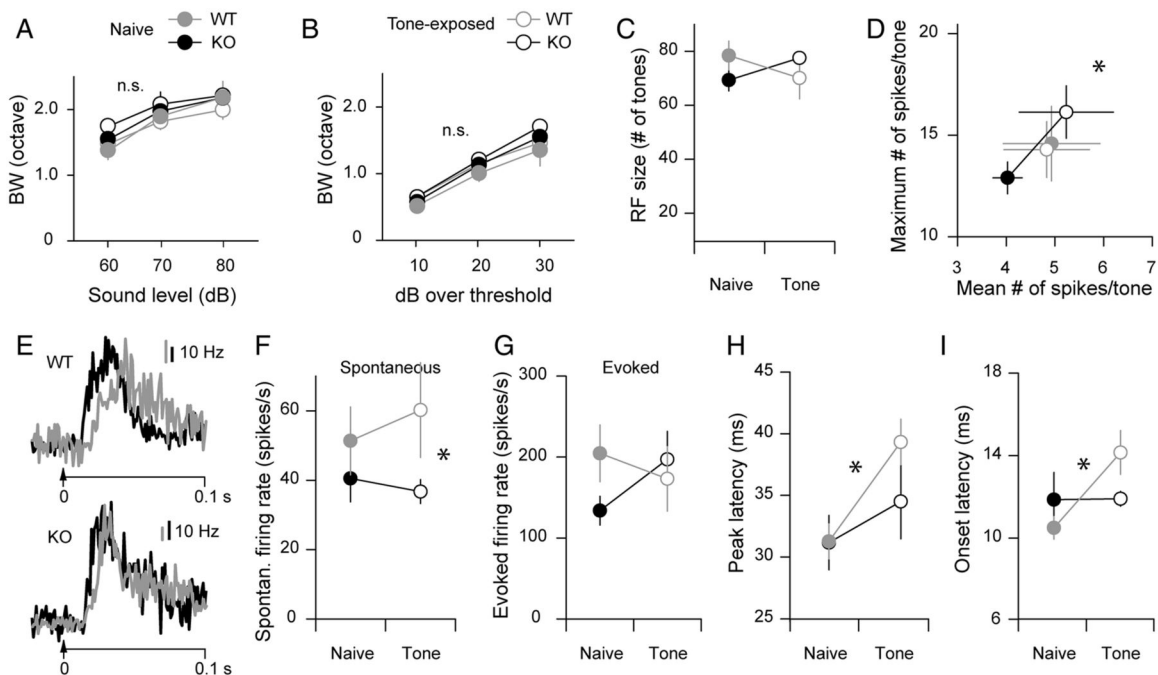 A
Naive
WT
KO
BW (octave)
2.0
1.0
0
n.s.
60
70
80
Sound level (dB)
B
Tone-exposed
WT
KO
BW (octave)
2.0
1.0
0
n.s.
10
20
30
dB over threshold
C
RF size (# of tones)
80
60
40
20
Naive
Tone
D
Maximum # of spikes/tone
20
15
10
*
3
4
5
6
7
Mean # of spikes/tone
E
WT
10 Hz
0
0.1 s
KO
10 Hz
0
0.1 s
F
Spontaneous
Spontan. firing rate (spikes/s)
60
40
20
0
*
Naive
Tone
G
Evoked
Evoked firing rate (spikes/s)
300
200
100
0
Naive
Tone
H
Peak latency (ms)
45
40
35
30
25
*
Naive
Tone
I
Onset latency (ms)
18
14
10
6
*
Naive
Tone